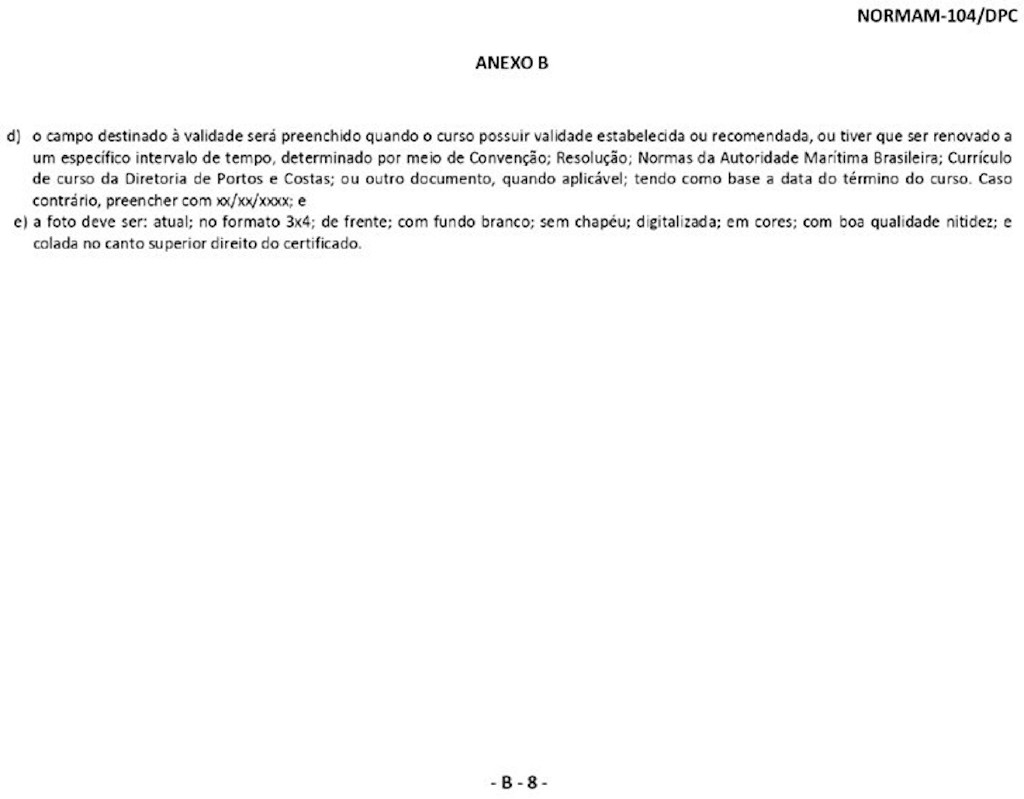 NORMAM-104/DPC
ANEXO B
d) o campo destinado à validade será preenchido quando o curso possuir validade estabelecida ou recomendada, ou tiver que ser renovado a
um específico intervalo de tempo, determinado por meio de Convenção; Resolução; Normas da Autoridade Marítima Brasileira; Currículo
de curso da Diretoria de Portos e Costas; ou outro documento, quando aplicável; tendo como base a data do término do curso. Caso
contrário, preencher com xx/xx/xxxx; e
e) a foto deve ser: atual; no formato 3x4; de frente; com fundo branco; sem chapéu; digitalizada; em cores; com boa qualidade nitidez; e
colada no canto superior direito do certificado.
- B - 8 -